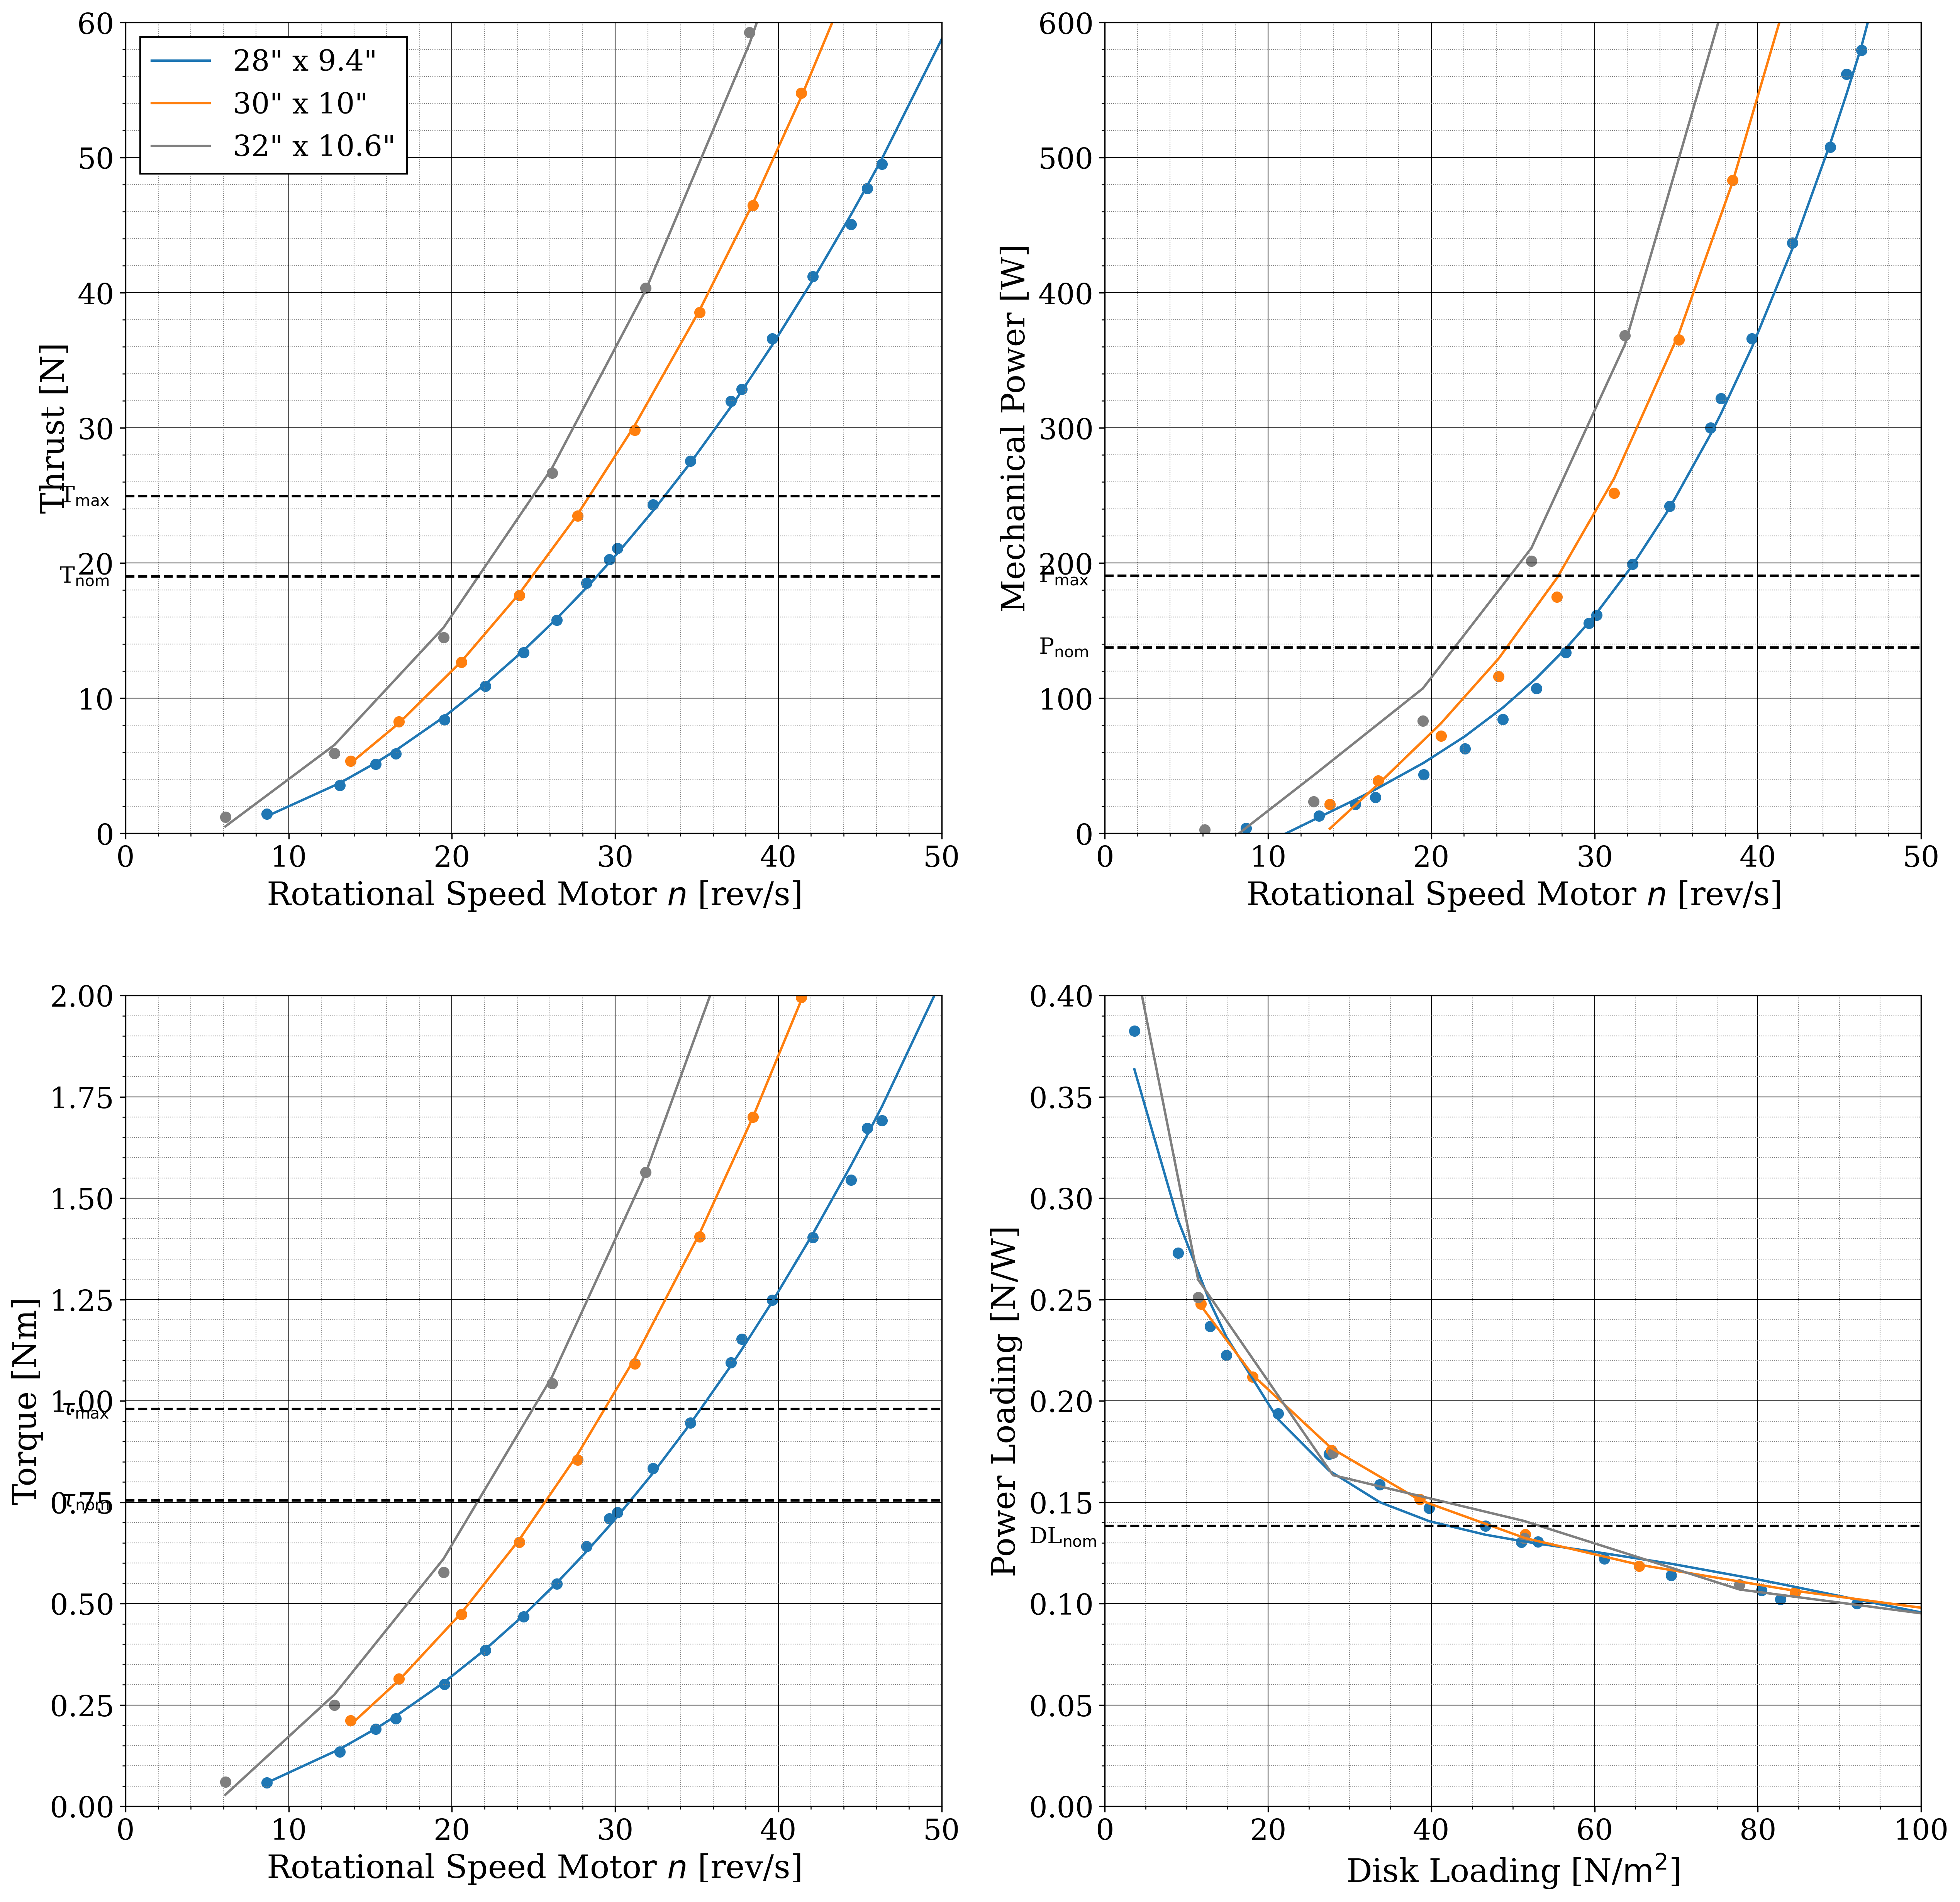 60
50
40
30
20
10
0
Thrust [N]
T_max
T_nom
28" x 9.4"
30" x 10"
32" x 10.6"
0 10 20 30 40 50
Rotational Speed Motor n [rev/s]
600
500
400
300
200
100
0
Mechanical Power [W]
P_max
P_nom
0 10 20 30 40 50
Rotational Speed Motor n [rev/s]
2.00
1.75
1.50
1.25
1.00
0.75
0.50
0.25
0.00
Torque [Nm]
τ_max
τ_nom
0 10 20 30 40 50
Rotational Speed Motor n [rev/s]
0.40
0.35
0.30
0.25
0.20
0.15
0.10
0.05
0.00
Power Loading [N/W]
DL_nom
0 20 40 60 80 100
Disk Loading [N/m²]